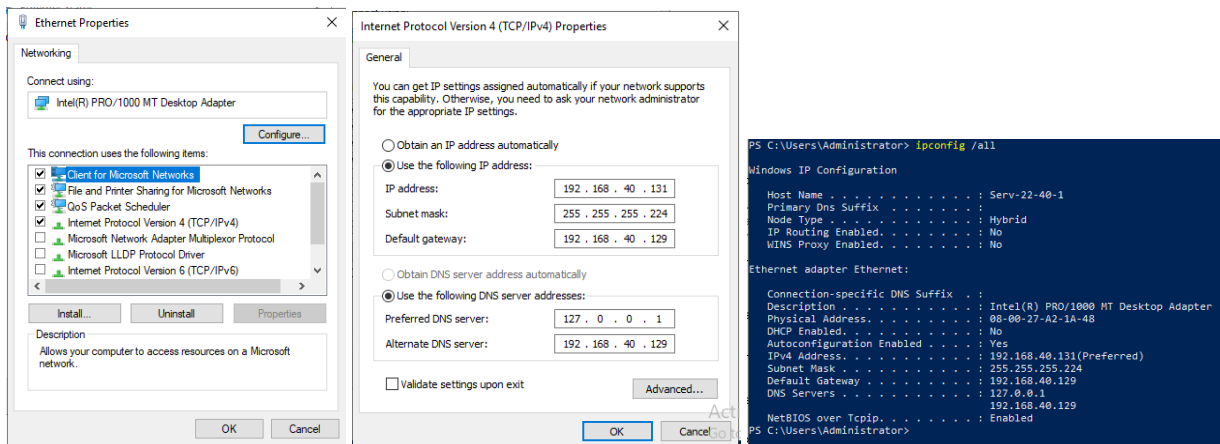 Ethernet Properties
Networking
Connect using:
Intel(R) PRO/1000 MT Desktop Adapter
Configure...
This connection uses the following items:
Client for Microsoft Networks
File and Printer Sharing for Microsoft Networks
QoS Packet Scheduler
Internet Protocol Version 4 (TCP/IPv4)
Microsoft Network Adapter Multiplexor Protocol
Microsoft LLDP Protocol Driver
Internet Protocol Version 6 (TCP/IPv6)
Install...
Uninstall
Properties
Description
Allows your computer to access resources on a Microsoft
network.
OK
Cancel
Internet Protocol Version 4 (TCP/IPv4) Properties
General
You can get IP settings assigned automatically if your network supports
this capability. Otherwise, you need to ask your network administrator
for the appropriate IP settings.
Obtain an IP address automatically
Use the following IP address:
IP address: 192 . 168 . 40 . 131
Subnet mask: 255 . 255 . 255 . 224
Default gateway: 192 . 168 . 40 . 129
Obtain DNS server address automatically
Use the following DNS server addresses:
Preferred DNS server: 127 . 0 . 0 . 1
Alternate DNS server: 192 . 168 . 40 . 129
Validate settings upon exit
Advanced...
Act
OK
Cancel
Go to
PS C:\Users\Administrator> ipconfig /all
Windows IP Configuration
Host Name . . . . . . . . . . . . : Serv-22-40-1
Primary Dns Suffix . . . . . . . :
Node Type . . . . . . . . . . . . : Hybrid
IP Routing Enabled. . . . . . . . : No
WINS Proxy Enabled. . . . . . . . : No
Ethernet adapter Ethernet:
Connection-specific DNS Suffix . :
Description . . . . . . . . . . . : Intel(R) PRO/1000 MT Desktop Adapter
Physical Address. . . . . . . . . : 08-00-27-A2-1A-48
DHCP Enabled. . . . . . . . . . . : No
Autoconfiguration Enabled . . . . : Yes
IPv4 Address. . . . . . . . . . . : 192.168.40.131(Preferred)
Subnet Mask . . . . . . . . . . . : 255.255.255.224
Default Gateway . . . . . . . . . : 192.168.40.129
DNS Servers . . . . . . . . . . . : 127.0.0.1
192.168.40.129
NetBIOS over Tcpip. . . . . . . . : Enabled
PS C:\Users\Administrator>